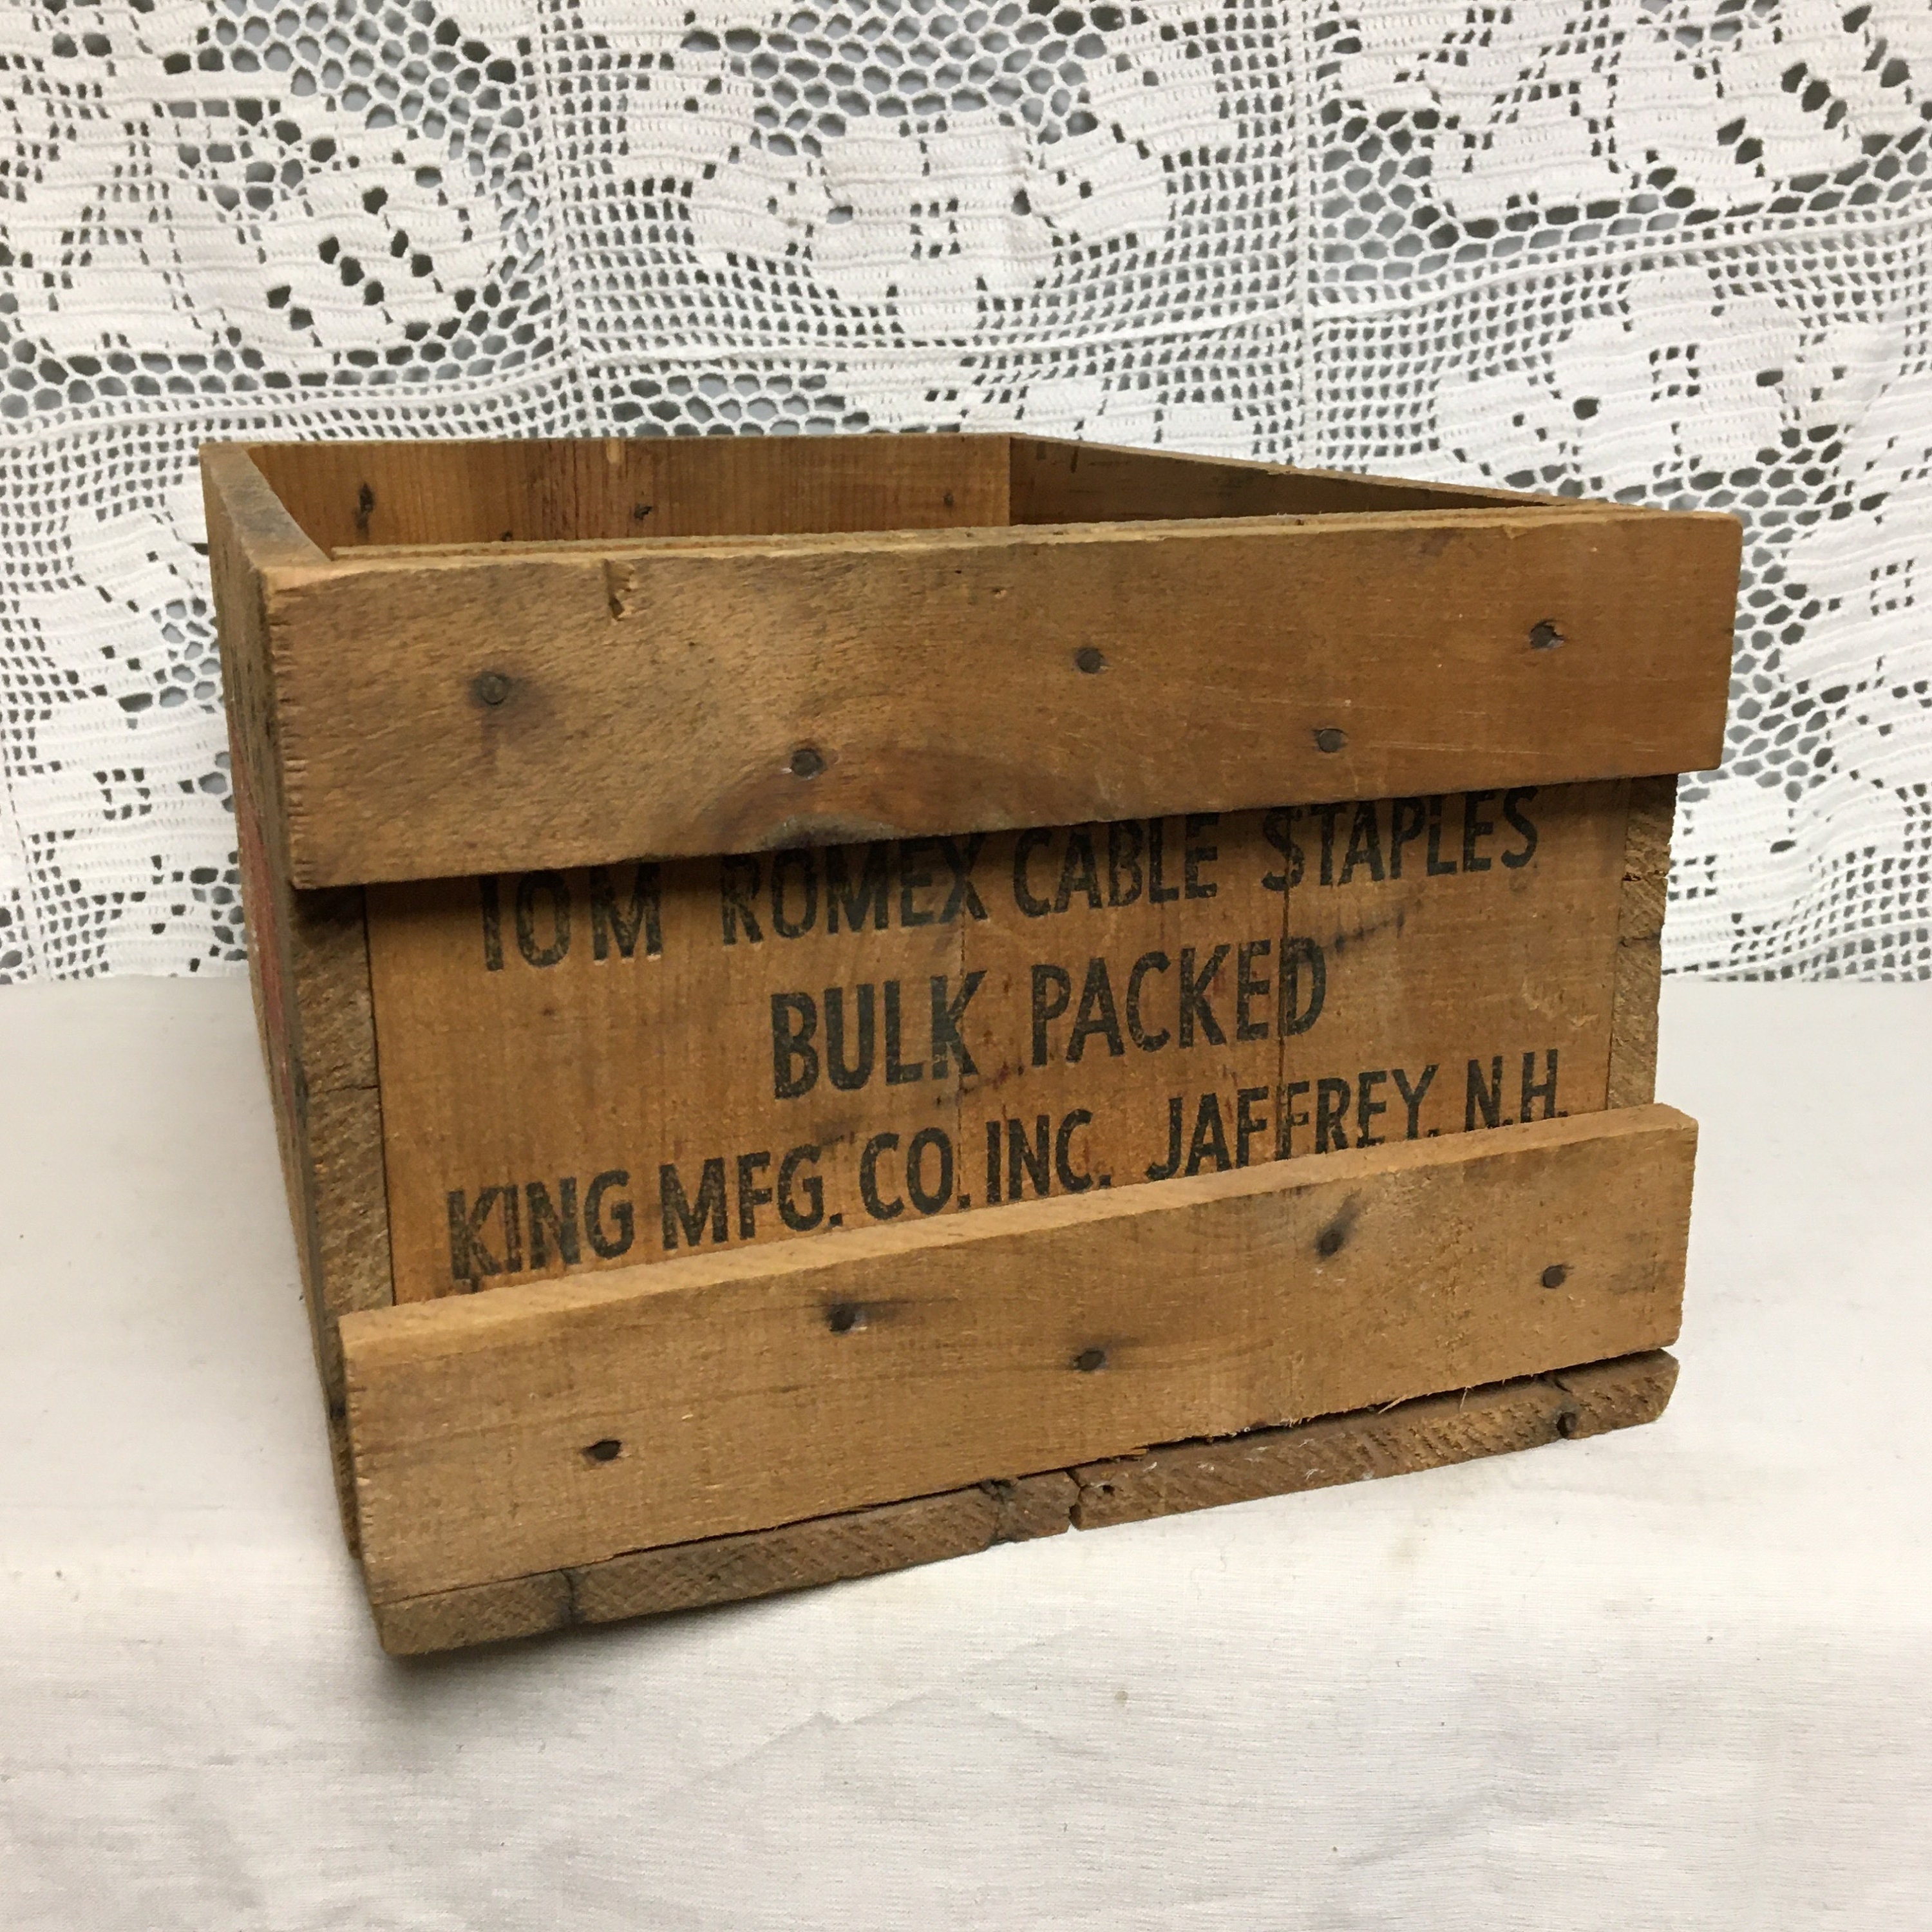 10M ROMEX CABLE STAPLES
BULK PACKED
KING MFG. CO. INC. JAFFREY, N.H.